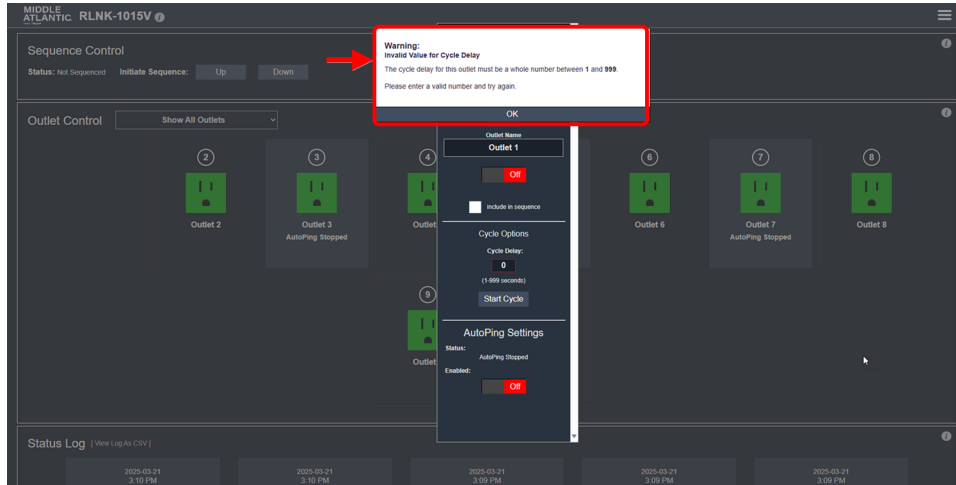 MIDDLE
ATLANTIC RLNK-1015V
Sequence Control
Status: Not Sequenced Initiate Sequence: Up Down
Warning:
Invalid Value for Cycle Delay
The cycle delay for this outlet must be a whole number between 1 and 999.
Please enter a valid number and try again.
OK
Outlet Control Show All Outlets
2 3 4 6 7 8
Outlet 2 Outlet 3 Outlet Outlet 6 Outlet 7 Outlet 8
AutoPing Stopped AutoPing Stopped
9
Outlet
Outlet Name
Outlet 1
Off
include in sequence
Cycle Options
Cycle Delay:
0
(1-999 seconds)
Start Cycle
AutoPing Settings
Status:
AutoPing Stopped
Enabled:
Off
Status Log [ View Log As CSV ]
2025-03-21 2025-03-21 2025-03-21 2025-03-21 2025-03-21
3:10 PM 3:10 PM 3:09 PM 3:09 PM 3:09 PM